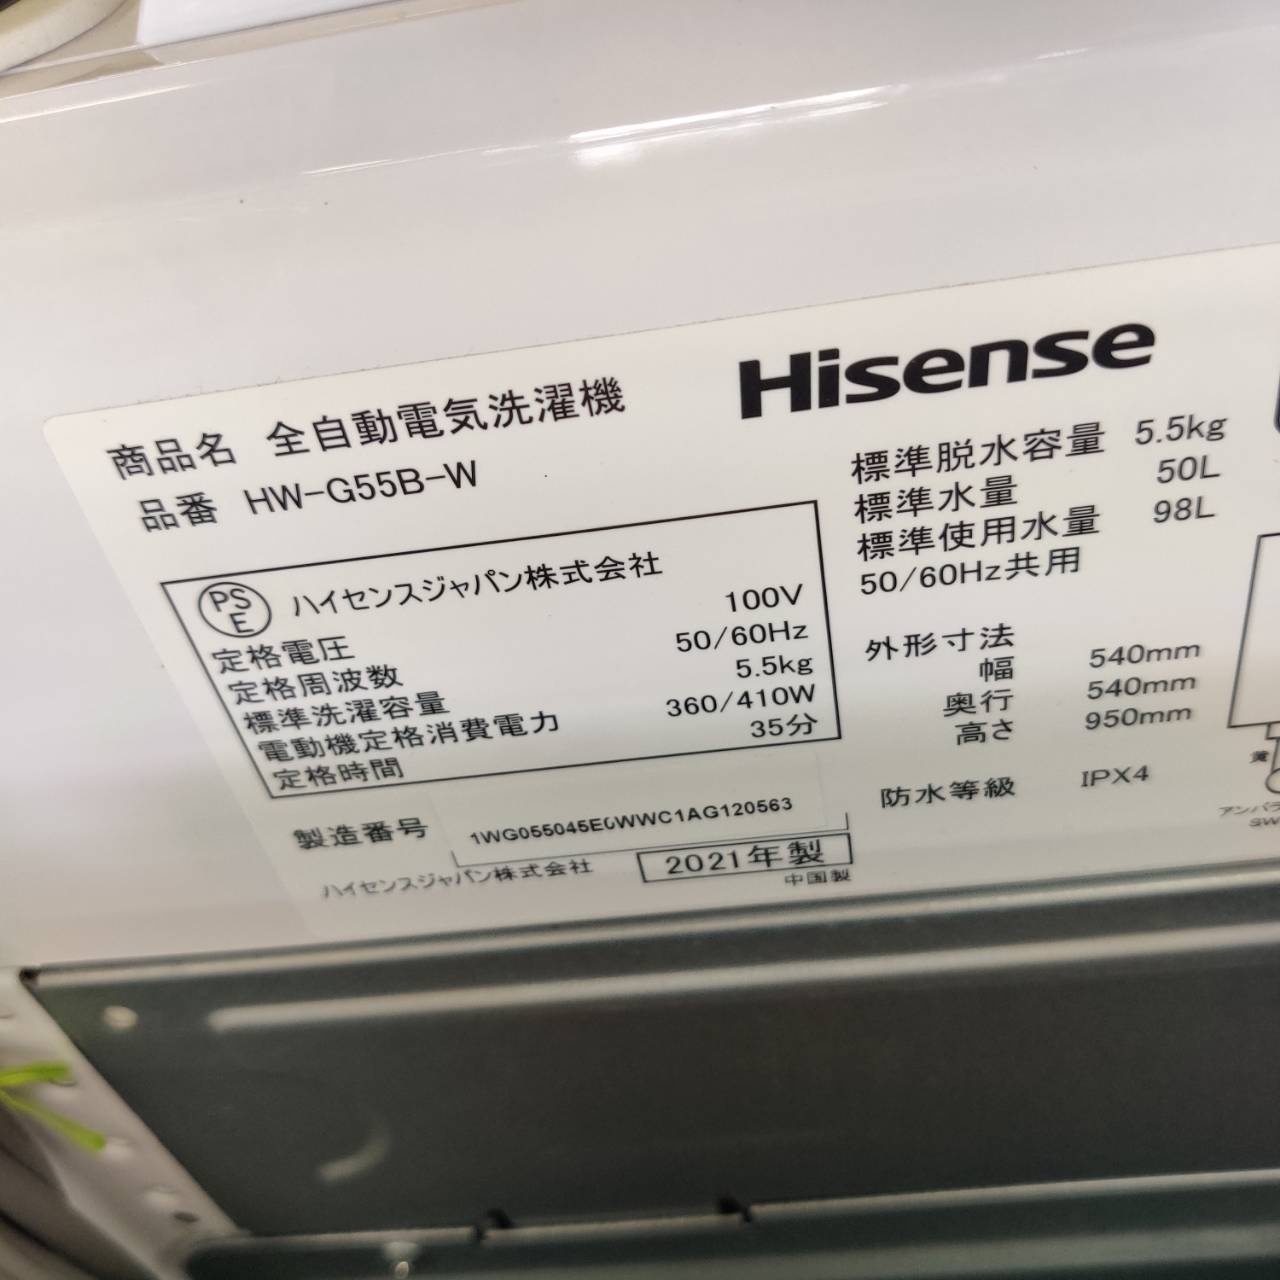 Hisense
商品名 全自動電気洗濯機
品番 HW-G55B-W
PS
E
ハイセンスジャパン株式会社
定格電圧 100V
定格周波数 50/60Hz
標準洗濯容量 5.5kg
電動機定格消費電力 360/410W
定格時間 35分
製造番号 1WG055045E0WWC1AG120563
ハイセンスジャパン株式会社 2021年製
中国製
標準脱水容量 5.5kg
標準水量 50L
標準使用水量 98L
50/60Hz共用
外形寸法
幅 540mm
奥行 540mm
高さ 950mm
防水等級 IPX4
黄
アンバラ
SW